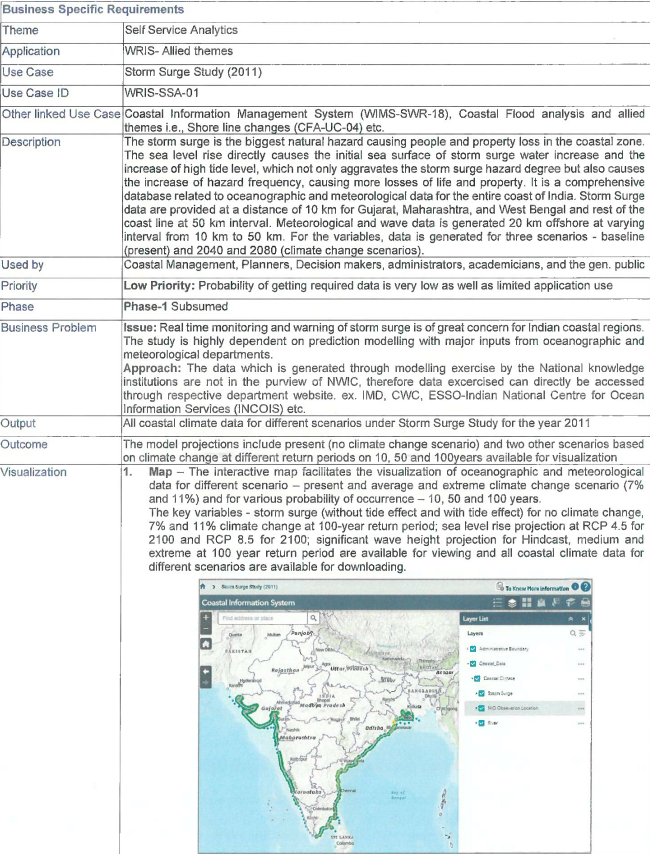 Business Specific Requirements
Theme Self Service Analytics
Application WRIS- Allied themes
Use Case Storm Surge Study (2011)
Use Case ID WRIS-SSA-01
Other linked Use Case Coastal Information Management System (WIMS-SWR-18), Coastal Flood analysis and allied
themes i.e., Shore line changes (CFA-UC-04) etc.
Description The storm surge is the biggest natural hazard causing people and property loss in the coastal zone.
The sea level rise directly causes the initial sea surface of storm surge water increase and the
increase of high tide level, which not only aggravates the storm surge hazard degree but also causes
the increase of hazard frequency, causing more losses of life and property. It is a comprehensive
database related to oceanographic and meteorological data for the entire coast of India. Storm Surge
data are provided at a distance of 10 km for Gujarat, Maharashtra, and West Bengal and rest of the
coast line at 50 km interval. Meteorological and wave data is generated 20 km offshore at varying
interval from 10 km to 50 km. For the variables, data is generated for three scenarios - baseline
(present) and 2040 and 2080 (climate change scenarios).
Used by Coastal Management, Planners, Decision makers, administrators, academicians, and the gen. public
Priority Low Priority: Probability of getting required data is very low as well as limited application use
Phase Phase-1 Subsumed
Business Problem Issue: Real time monitoring and warning of storm surge is of great concern for Indian coastal regions.
The study is highly dependent on prediction modelling with major inputs from oceanographic and
meteorological departments.
Approach: The data which is generated through modelling exercise by the National knowledge
institutions are not in the purview of NWIC, therefore data excercised can directly be accessed
through respective department website. ex. IMD, CWC, ESSO-Indian National Centre for Ocean
Information Services (INCOIS) etc.
Output All coastal climate data for different scenarios under Storm Surge Study for the year 2011
Outcome The model projections include present (no climate change scenario) and two other scenarios based
on climate change at different return periods on 10, 50 and 100years available for visualization
Visualization 1. Map – The interactive map facilitates the visualization of oceanographic and meteorological
data for different scenario – present and average and extreme climate change scenario (7%
and 11%) and for various probability of occurrence – 10, 50 and 100 years.
The key variables - storm surge (without tide effect and with tide effect) for no climate change,
7% and 11% climate change at 100-year return period; sea level rise projection at RCP 4.5 for
2100 and RCP 8.5 for 2100; significant wave height projection for Hindcast, medium and
extreme at 100 year return period are available for viewing and all coastal climate data for
different scenarios are available for downloading.
Storm Surge Study (2011) To Know More Information
Coastal Information System
Find address or place Layer List
Layers
Administrative Boundary
Coastal_Data
Coastal Climate
Storm Surge
NIO Observation Location
River
Punjab
PAKISTAN
Rajasthan Uttar Pradesh
INDIA
Gujarat Madhya Pradesh
BANGLADESH
Assam
Odisha
Maharashtra
Karnataka
Chennai
Bay of
Bengal
SRI LANKA
Colombo